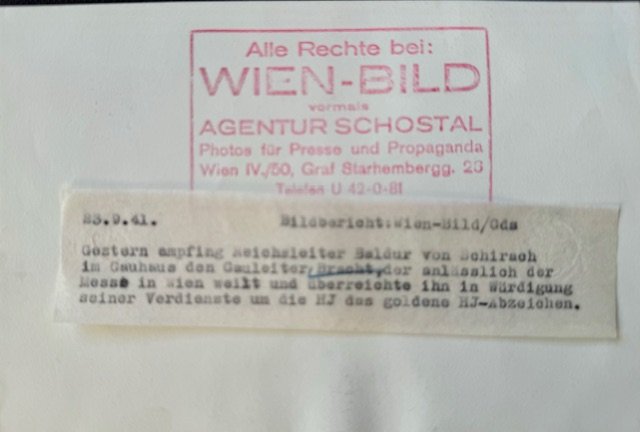 Alle Rechte bei:
WIEN-BILD
vormals
AGENTUR SCHOSTAL
Photos für Presse und Propaganda
Wien IV./50, Graf Starhembergg. 26
Telefon U 42-0-81
23.9.41. Bildbericht:Wien-Bild/Gds
Gestern empfing Reichsleiter Baldur von Schirach
im Gauhaus den Gauleiter Bracht,der anlässlich der
Messe in Wien weilt und überreichte ihn in Würdigung
seiner Verdienste um die HJ das goldene HJ-Abzeichen.